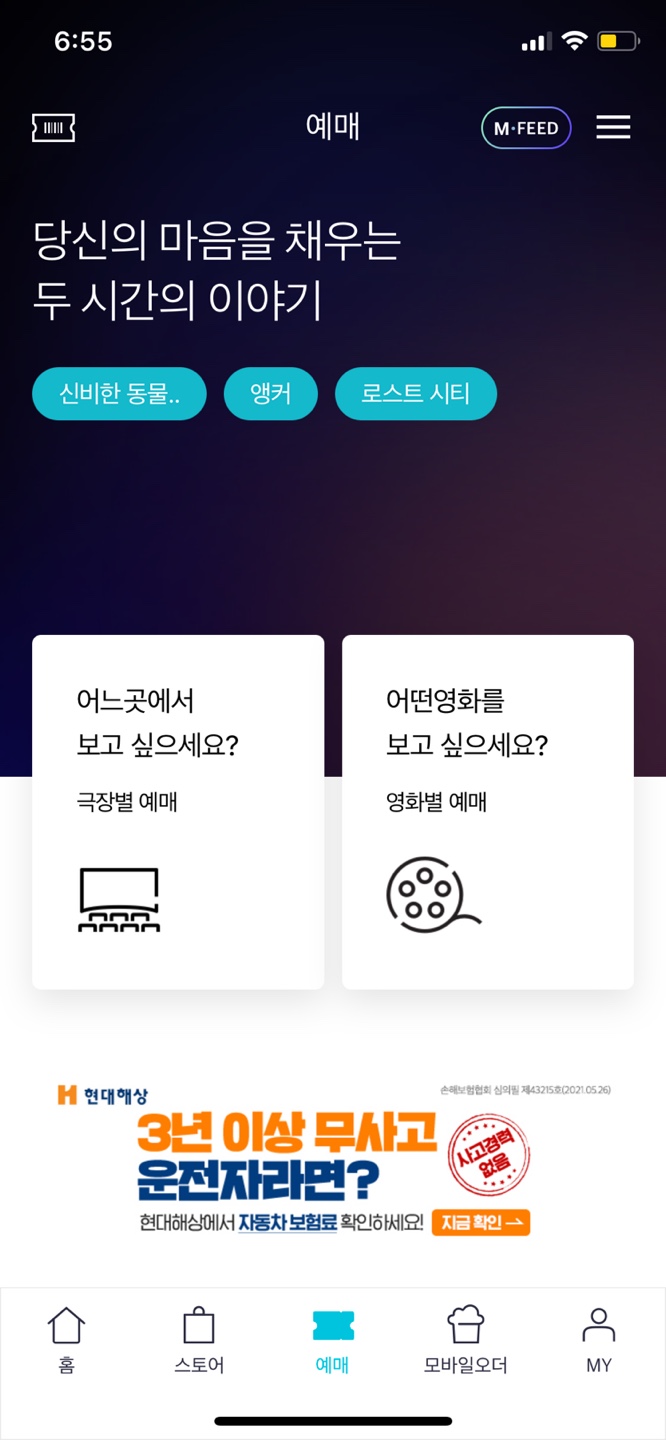 6:55
예매
M·FEED
당신의 마음을 채우는
두 시간의 이야기
신비한 동물..
앵커
로스트 시티
어느곳에서
보고 싶으세요?
극장별 예매
어떤영화를
보고 싶으세요?
영화별 예매
현대해상
손해보험협회 심의필 제43215호(2021.05.26)
3년 이상 무사고
운전자라면?
사고경력
없음
현대해상에서 자동차 보험료 확인하세요!
지금 확인 →
홈
스토어
예매
모바일오더
MY